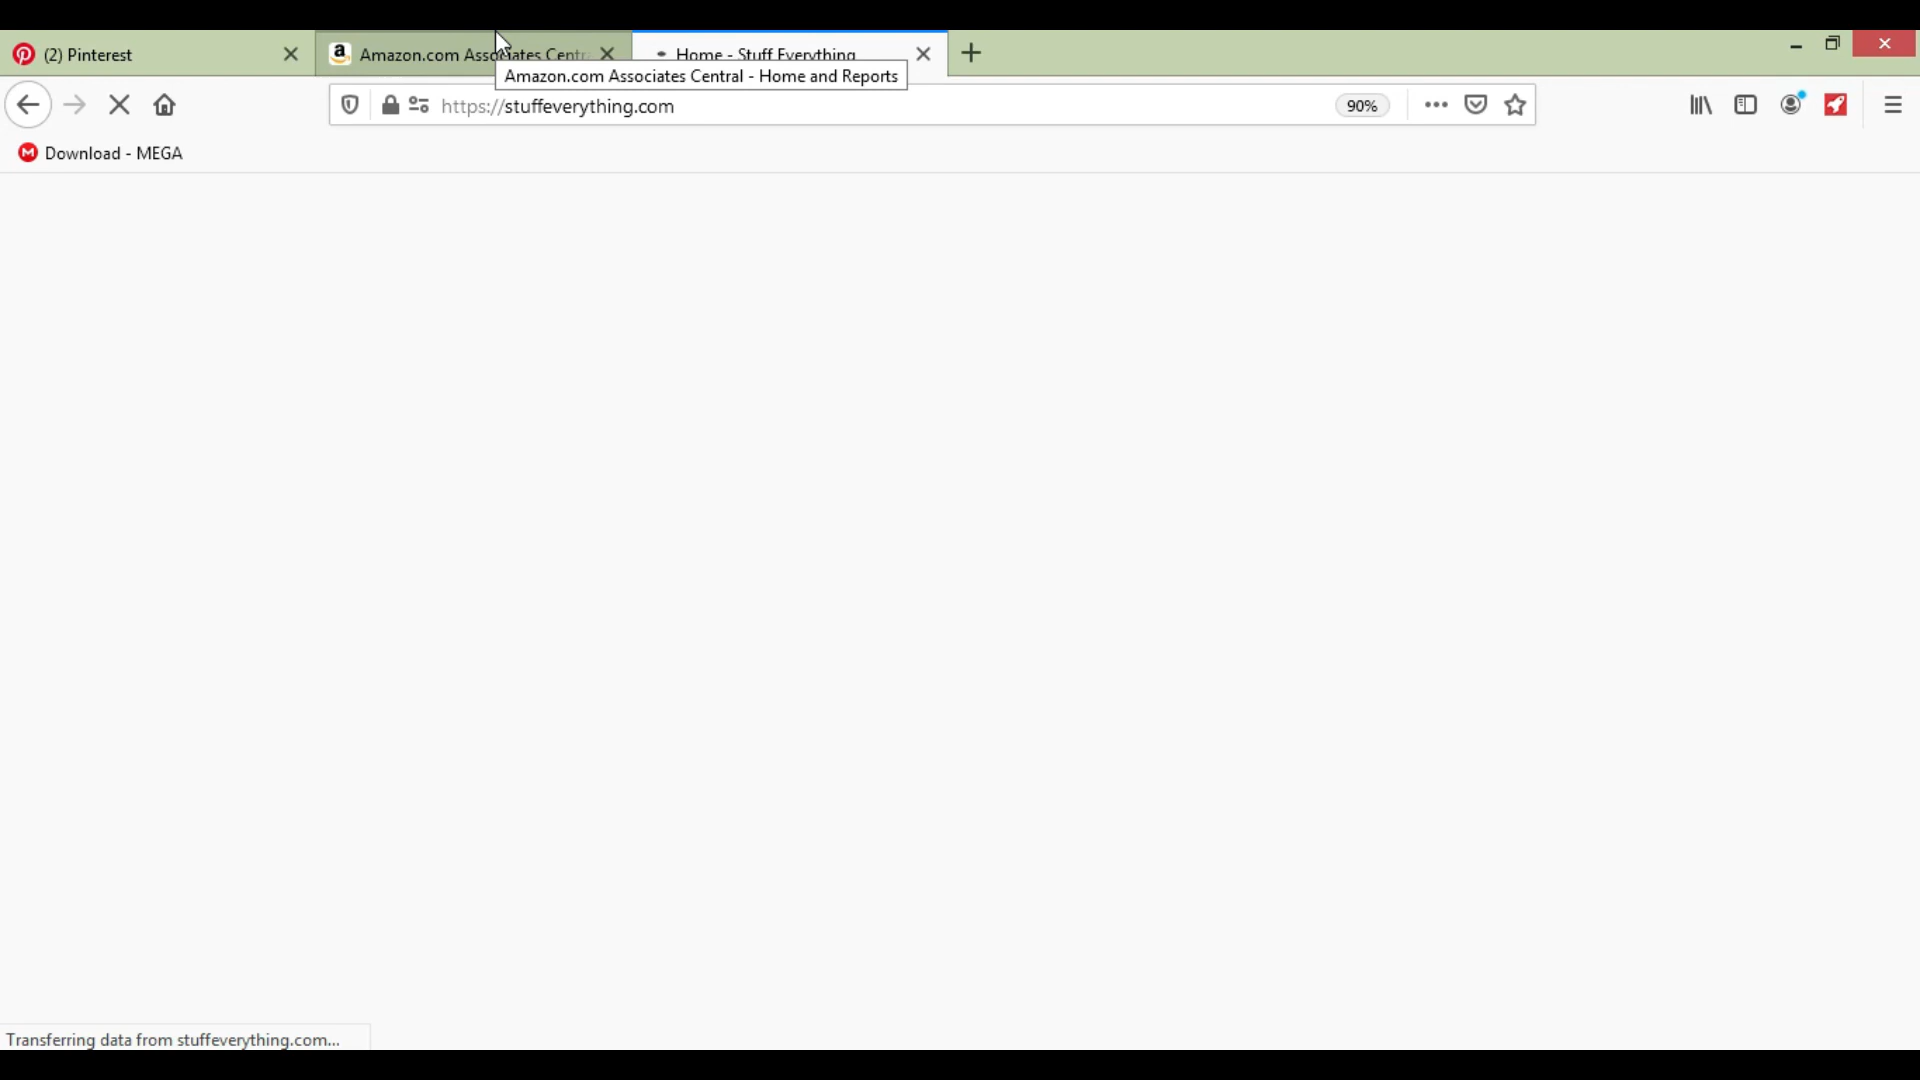 (2) Pinterest
Amazon.com Associates Centr
Home - Stuff Everything
Amazon.com Associates Central - Home and Reports
https://stuffeverything.com
90%
Download - MEGA
Transferring data from stuffeverything.com...